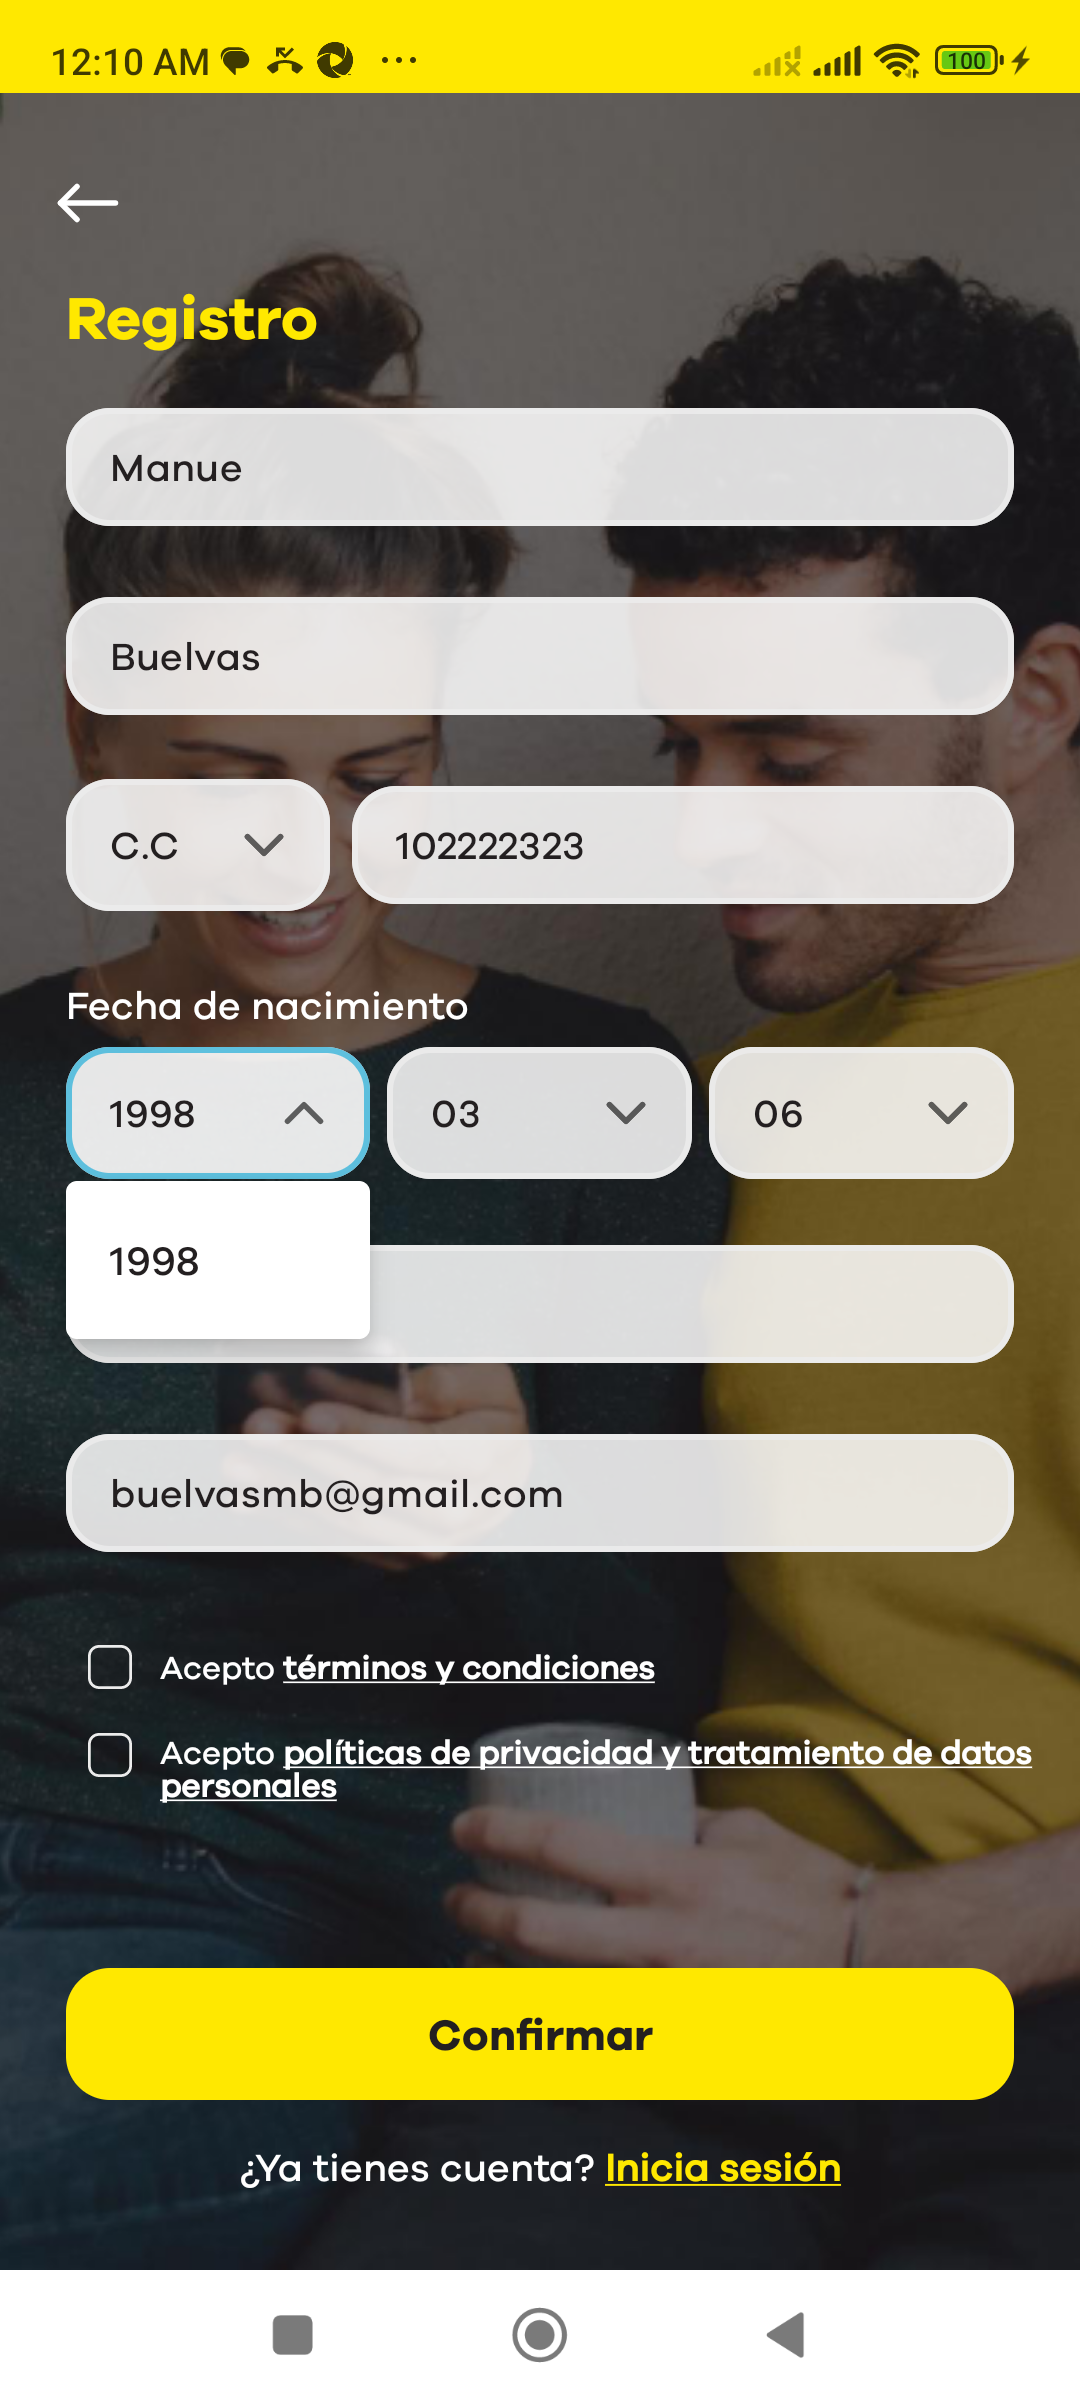 12:10 AM
100
Registro
Manue
Buelvas
C.C
102222323
Fecha de nacimiento
1998
03
06
1998
buelvasmb@gmail.com
Acepto términos y condiciones
Acepto políticas de privacidad y tratamiento de datos
personales
Confirmar
¿Ya tienes cuenta? Inicia sesión